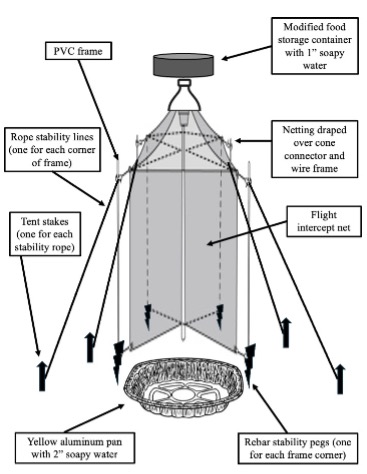 Modified food
storage container
with 1” soapy
water
PVC frame
Rope stability lines
(one for each corner
of frame)
Netting draped
over cone
connector and
wire frame
Tent stakes
(one for each
stability rope)
Flight
intercept net
Yellow aluminum pan
with 2” soapy water
Rebar stability pegs (one
for each frame corner)